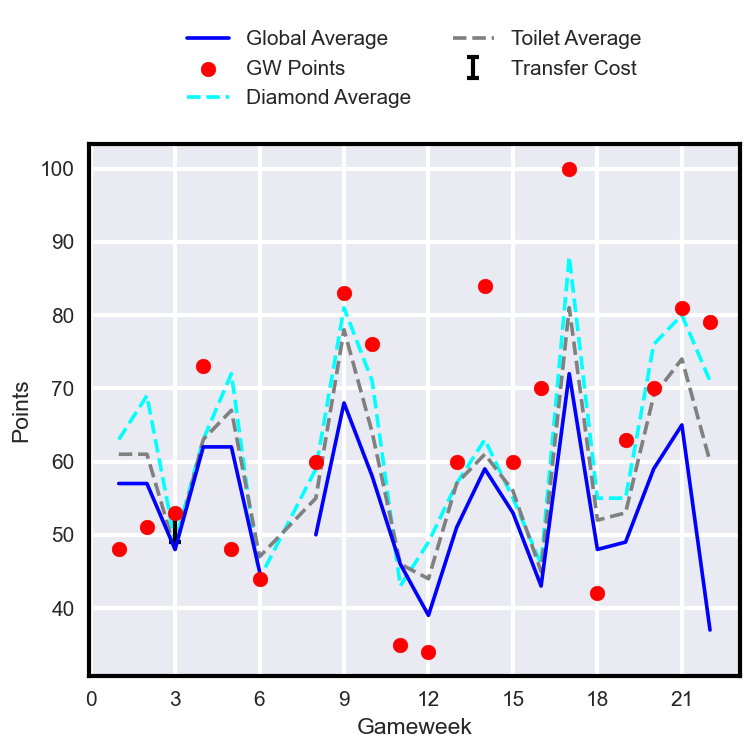 Global Average
GW Points
Diamond Average
Toilet Average
Transfer Cost
Points
100
90
80
70
60
50
40
0 3 6 9 12 15 18 21
Gameweek